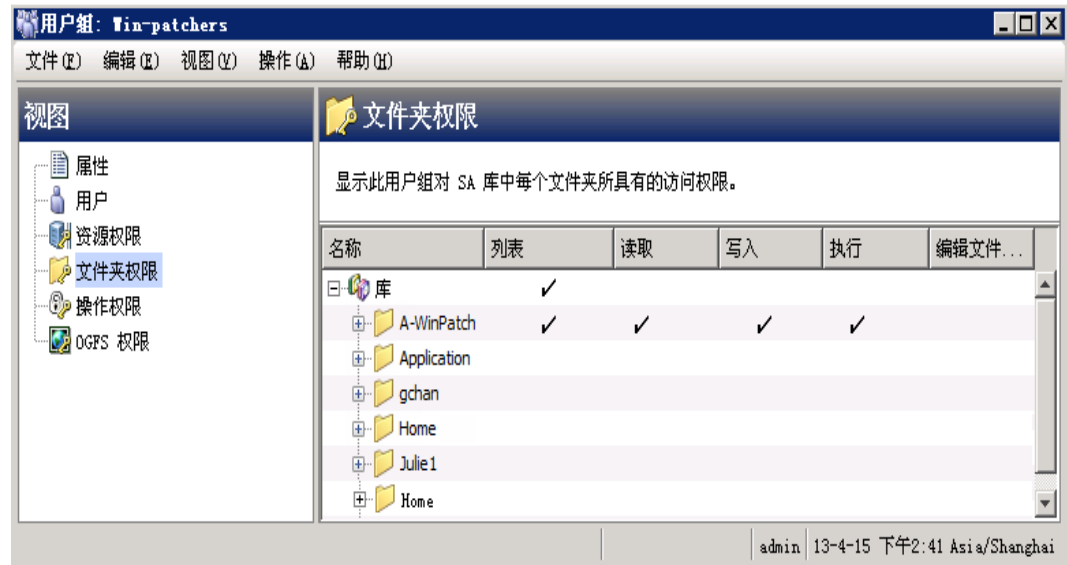 用户组: Win-patchers
文件(F) 编辑(E) 视图(V) 操作(A) 帮助(H)
视图
属性
用户
资源权限
文件夹权限
操作权限
OGFS 权限
文件夹权限
显示此用户组对 SA 库中每个文件夹所具有的访问权限。
名称 列表 读取 写入 执行 编辑文件...
库 ✓
A-WinPatch ✓ ✓ ✓ ✓
Application
gchan
Home
Julie1
Home
admin 13-4-15 下午2:41 Asia/Shanghai